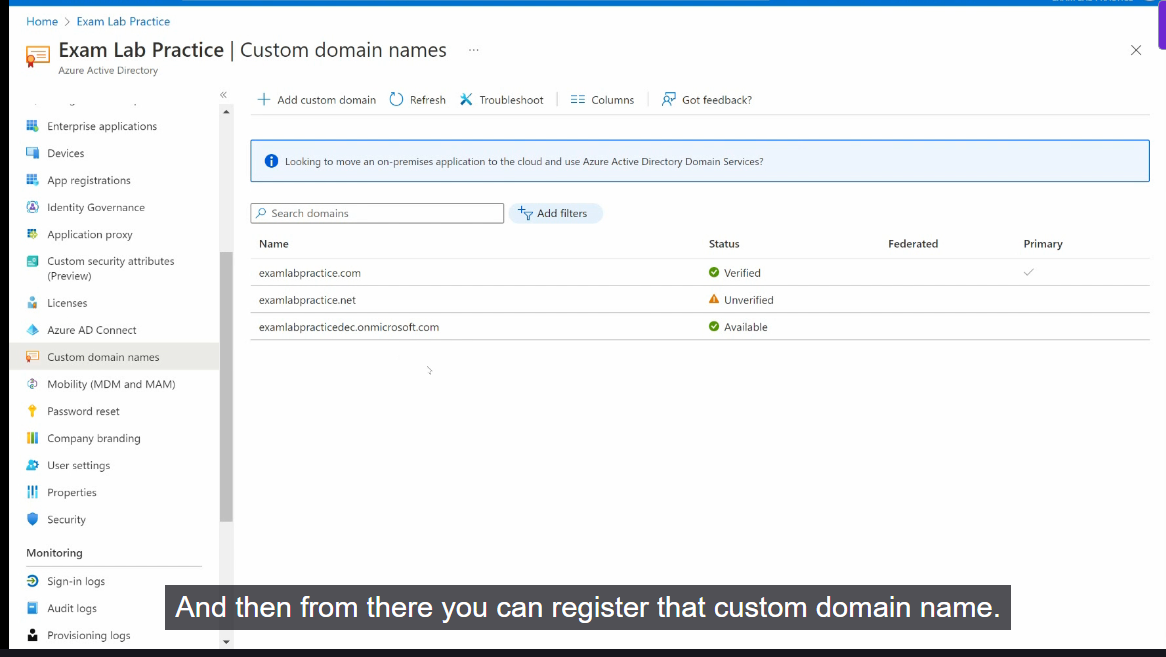 Home > Exam Lab Practice
Exam Lab Practice | Custom domain names ...
Azure Active Directory
Enterprise applications
Devices
App registrations
Identity Governance
Application proxy
Custom security attributes
(Preview)
Licenses
Azure AD Connect
Custom domain names
Mobility (MDM and MAM)
Password reset
Company branding
User settings
Properties
Security
Monitoring
Sign-in logs
Audit logs
Provisioning logs
Add custom domain Refresh Troubleshoot Columns Got feedback?
Looking to move an on-premises application to the cloud and use Azure Active Directory Domain Services?
Search domains Add filters
Name Status Federated Primary
examlabpractice.com Verified
examlabpractice.net Unverified
examlabpracticedec.onmicrosoft.com Available
And then from there you can register that custom domain name.